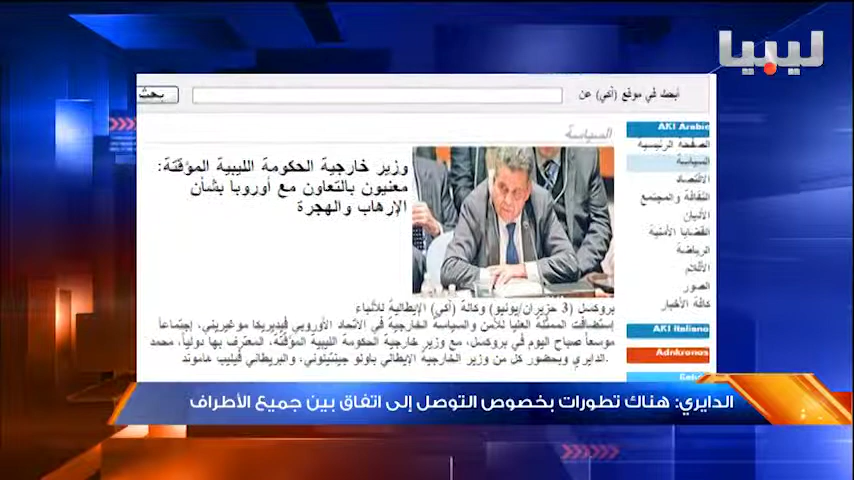 ليبيا
أبحث في موقع (أكي) عن
بحث
السياسة
AKI Arabic
الصفحة الرئيسية
السياسة
الاقتصاد
الثقافة والمجتمع
الأديان
القضايا الأمنية
الرياضة
الأفلام
الصور
كافة الأخبار
AKI Italiano
Adnkronos
وزير خارجية الحكومة الليبية المؤقتة:
معنيون بالتعاون مع أوروبا بشأن
الإرهاب والهجرة
بروكسل (3 حزيران/يونيو) وكالة (أكي) الإيطالية للأنباء
إستضافت الممثلة العليا للأمن والسياسة الخارجية في الاتحاد الأوروبي فيديريكا موغيريني، إجتماعاً
موسعاً صباح اليوم في بروكسل، مع وزير خارجية الحكومة الليبية المؤقتة، المعترف بها دولياً، محمد
الدايري وبحضور كل من وزير الخارجية الإيطالي باولو جينتيلوني، والبريطاني فيليب هاموند.
الدايري: هناك تطورات بخصوص التوصل إلى اتفاق بين جميع الأطراف